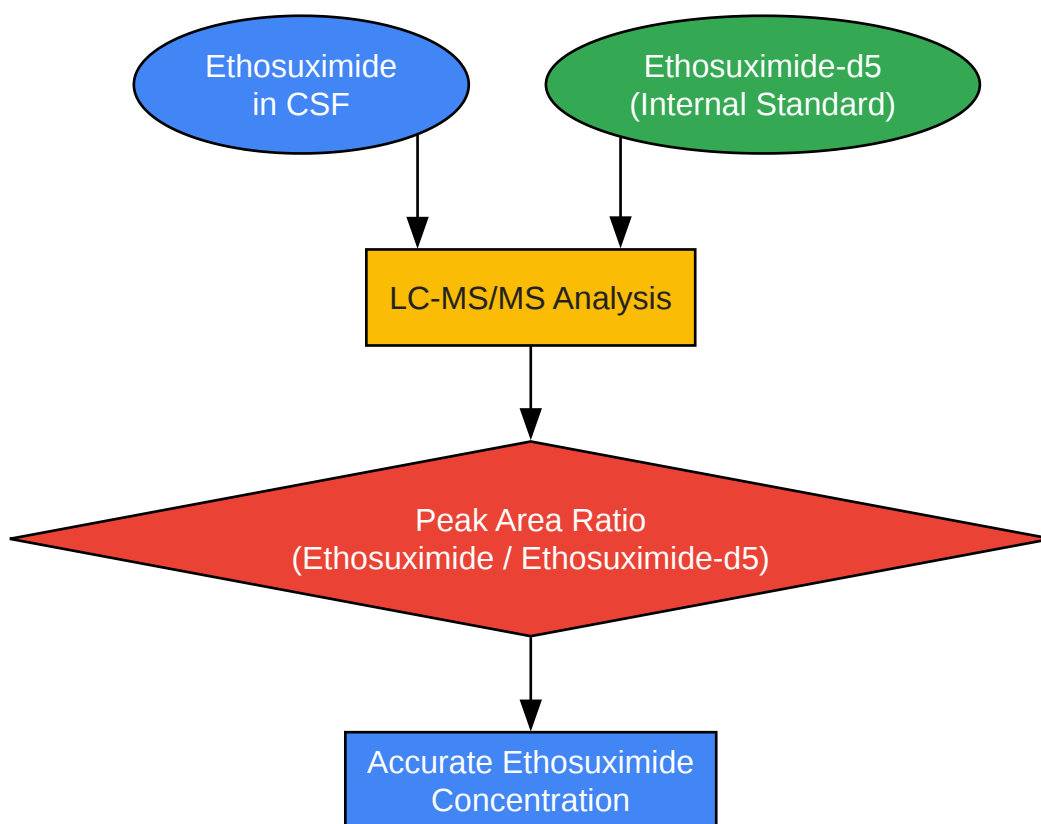 Ethosuximide
in CSF
Ethosuximide-d5
(Internal Standard)
LC-MS/MS Analysis
Peak Area Ratio
(Ethosuximide / Ethosuximide-d5)
Accurate Ethosuximide
Concentration